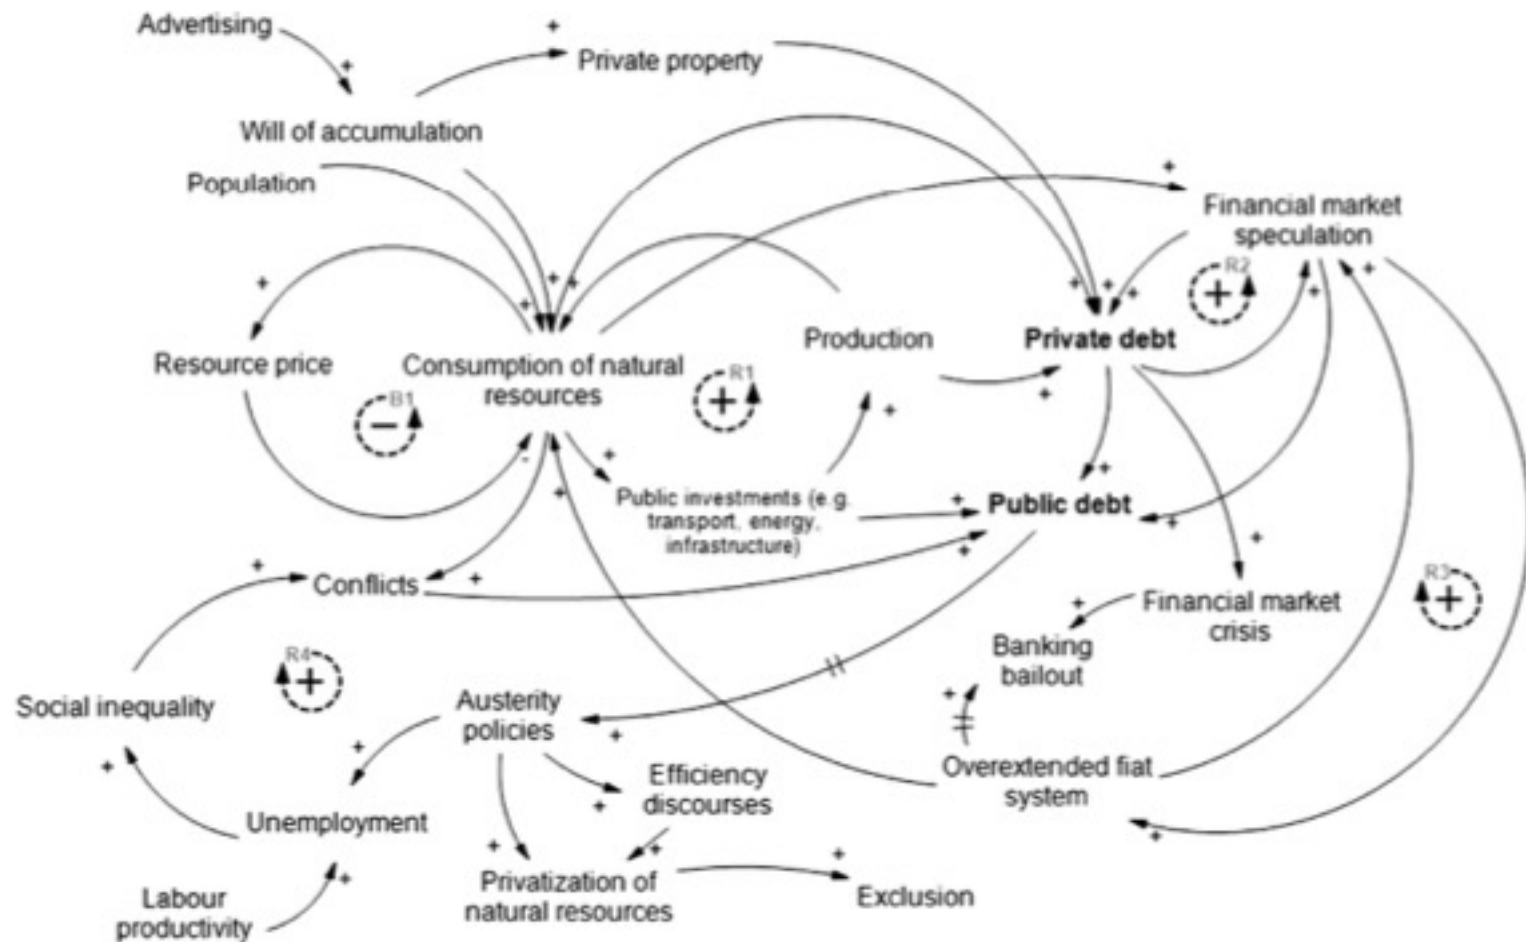 Advertising
Private property
Will of accumulation
Population
Financial market
speculation
R2
Resource price
Consumption of natural
resources
Production
Private debt
B1
R1
Public investments (e.g.
transport, energy,
infrastructure)
Public debt
Conflicts
Financial market
crisis
R3
Banking
bailout
R4
Social inequality
Austerity
policies
Efficiency
discourses
Overextended fiat
system
Unemployment
Labour
productivity
Privatization of
natural resources
Exclusion